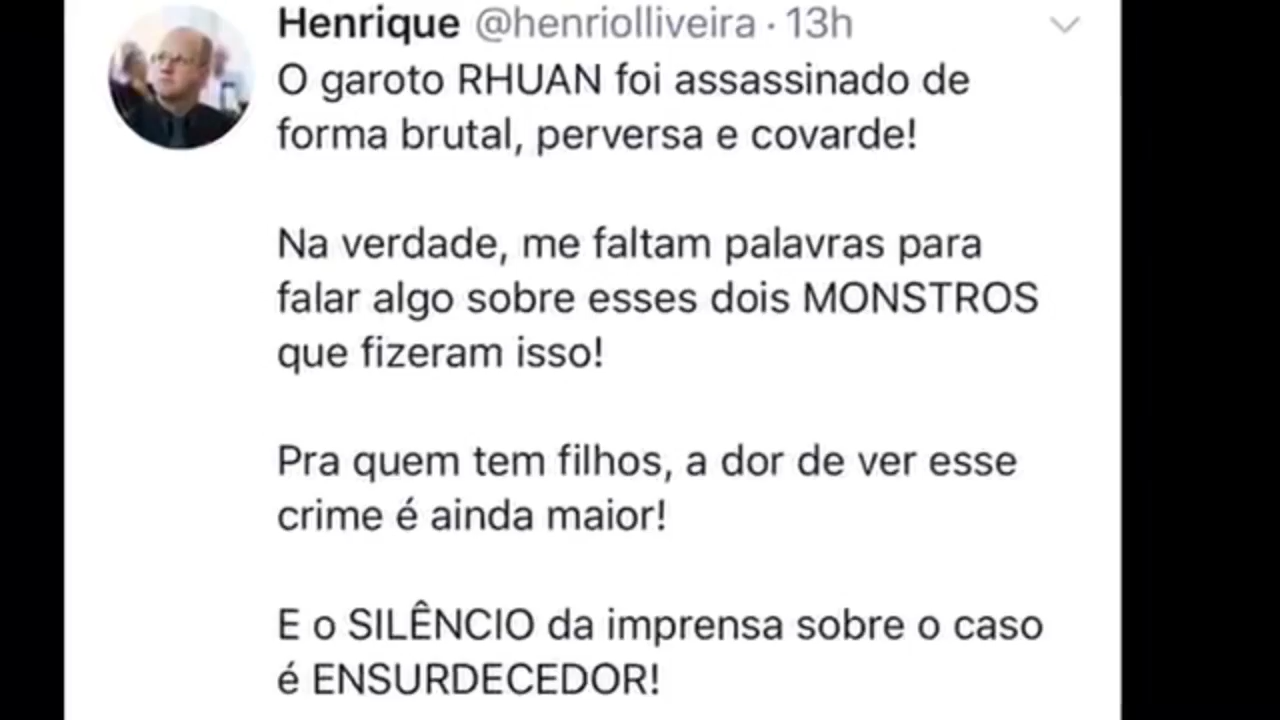 Henrique @henriolliveira · 13h
O garoto RHUAN foi assassinado de
forma brutal, perversa e covarde!
Na verdade, me faltam palavras para
falar algo sobre esses dois MONSTROS
que fizeram isso!
Pra quem tem filhos, a dor de ver esse
crime é ainda maior!
E o SILÊNCIO da imprensa sobre o caso
é ENSURDECEDOR!